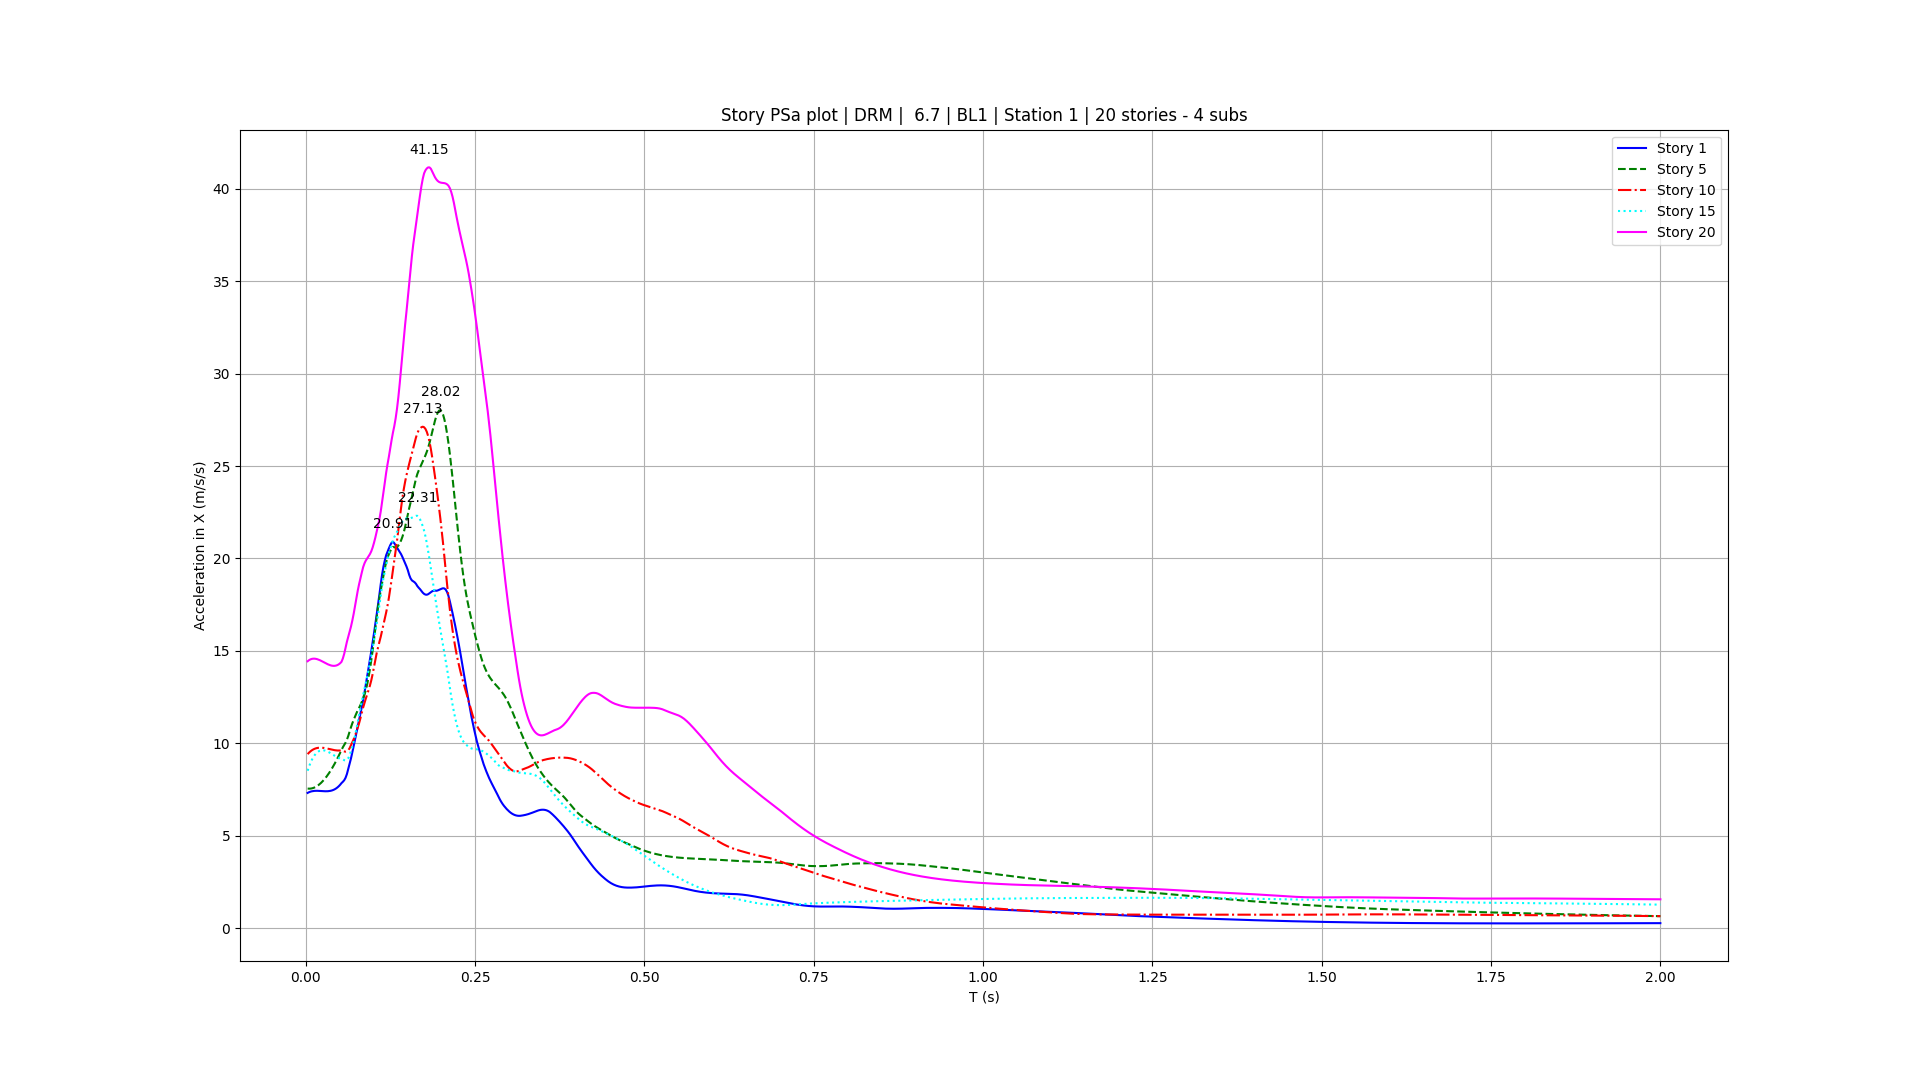 Story PSa plot | DRM |  6.7 | BL1 | Station 1 | 20 stories - 4 subs
41.15
28.02
27.13
22.31
20.91
Story 1
Story 5
Story 10
Story 15
Story 20
Acceleration in X (m/s/s)
40
35
30
25
20
15
10
5
0
0.00 0.25 0.50 0.75 1.00 1.25 1.50 1.75 2.00
T (s)